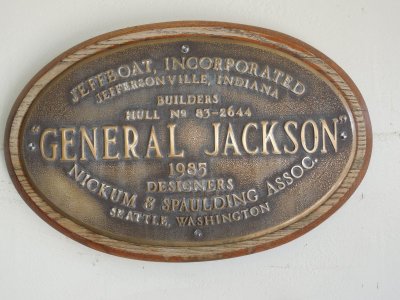 JEFFBOAT, INCORPORATED
JEFFERSONVILLE, INDIANA
BUILDERS
HULL Nº 83-2644
"GENERAL JACKSON"
1985
DESIGNERS
NICKUM & SPAULDING ASSOC.
SEATTLE, WASHINGTON